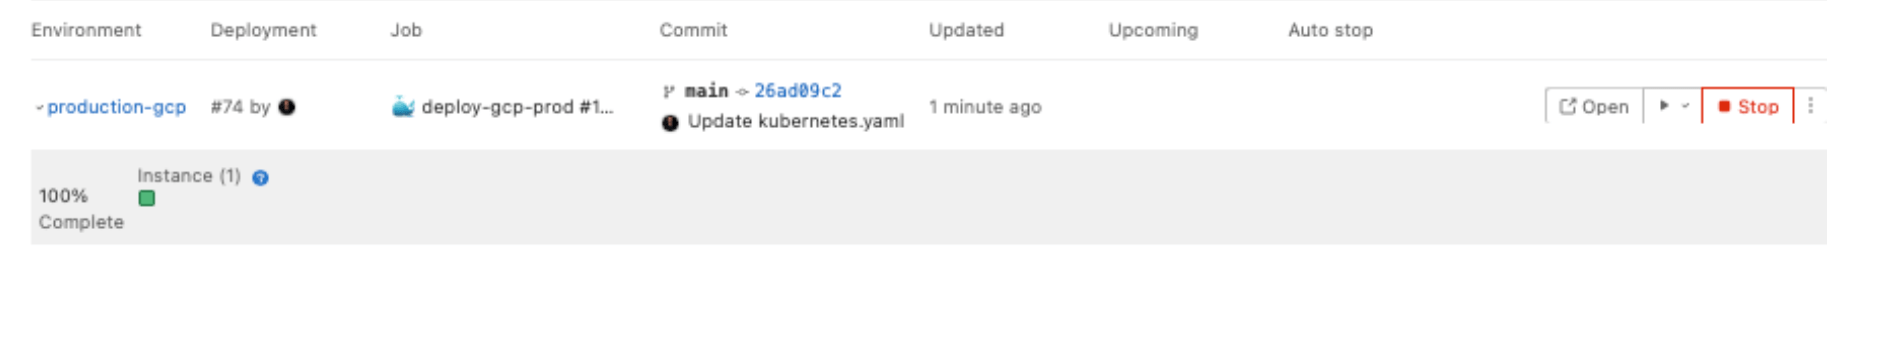 Environment Deployment Job Commit Updated Upcoming Auto stop
production-gcp #74 by deploy-gcp-prod #1... main 26ad09c2 1 minute ago Open Stop
Update kubernetes.yaml
Instance (1)
100%
Complete